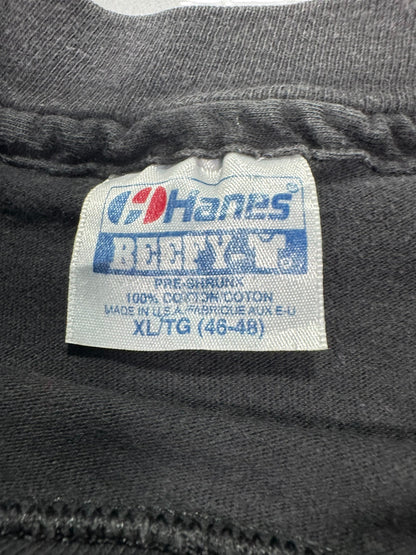 Hanes®
BEEFY-T®
PRE-SHRUNK
100% COTTON COTON
MADE IN U.S.A./FABRIQUE AUX E-U
XL/TG (46-48)